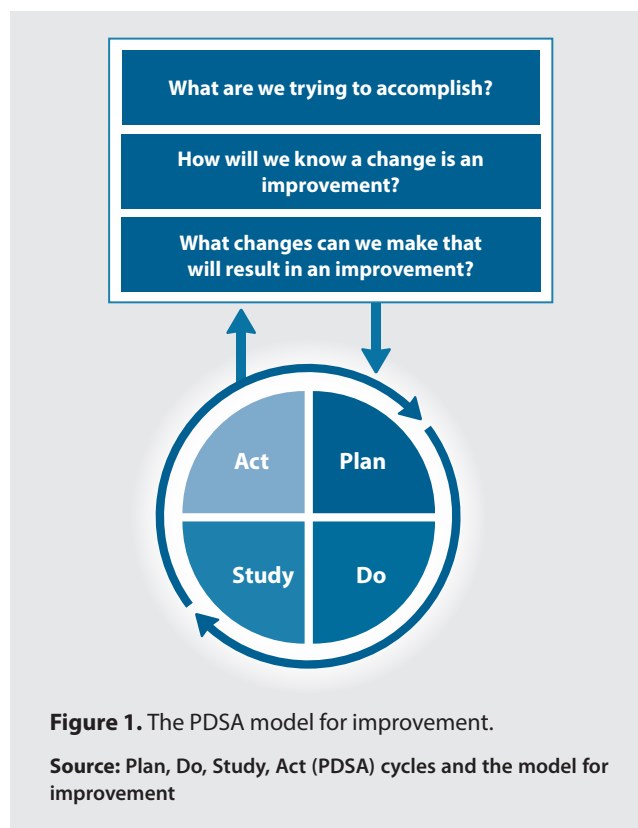 What are we trying to accomplish?
How will we know a change is an
improvement?
What changes can we make that
will result in an improvement?
Act
Plan
Study
Do
Figure 1. The PDSA model for improvement.
Source: Plan, Do, Study, Act (PDSA) cycles and the model for
improvement